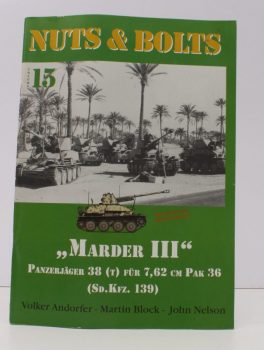 NUTS & BOLTS
15
„MARDER III“
PANZERJÄGER 38 (T) FÜR 7,62 CM PAK 36
(SD.KFZ. 139)
Volker Andorfer - Martin Block - John Nelson